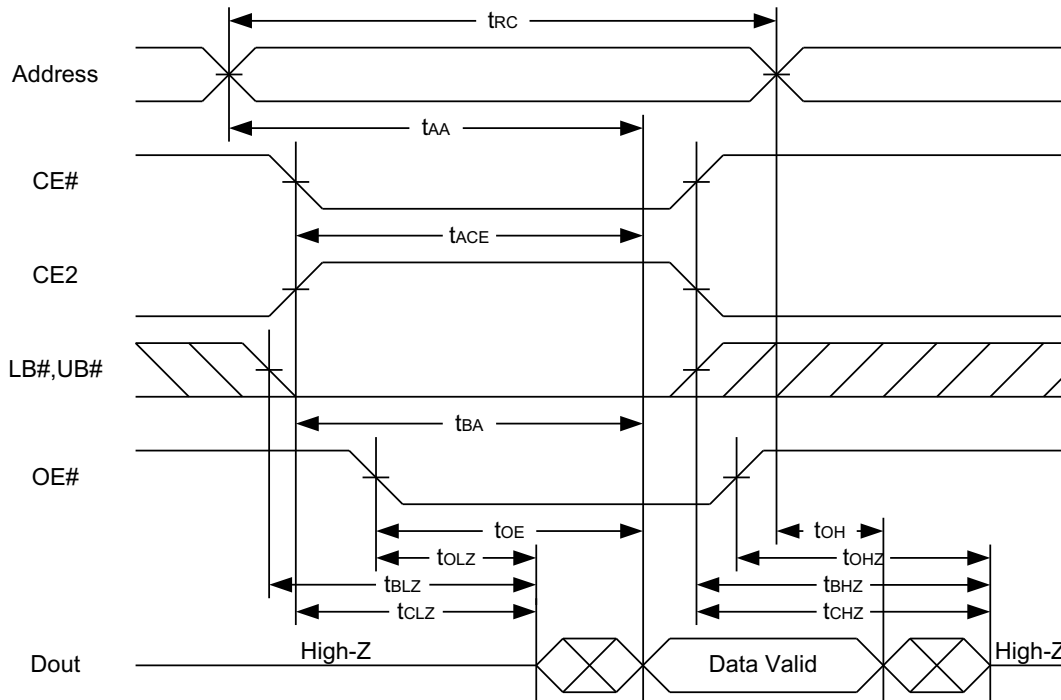 tRC
Address
tAA
CE#
tACE
CE2
LB#,UB#
tBA
OE#
tOE
tOH
tOLZ
tOHZ
tBLZ
tBHZ
tCLZ
tCHZ
Dout
High-Z
Data Valid
High-Z